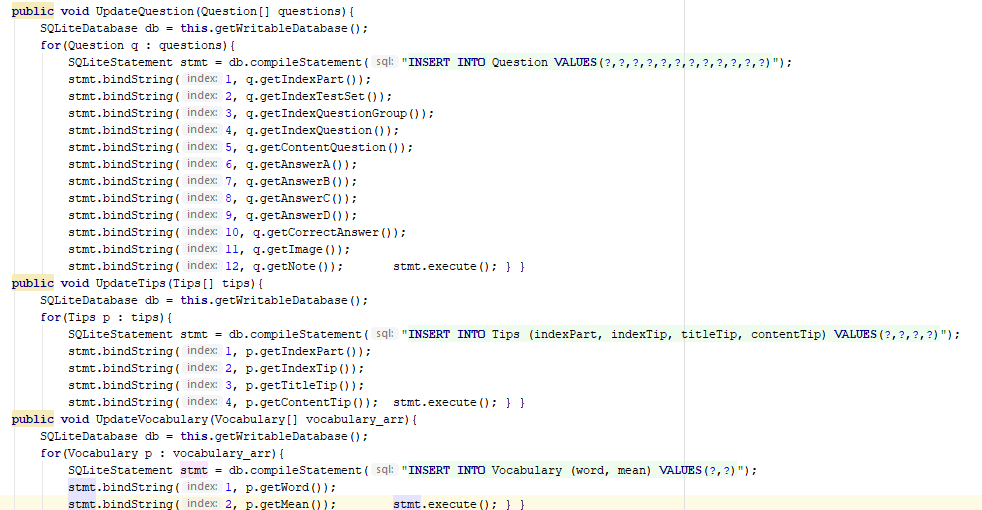 public void UpdateQuestion(Question[] questions){
SQLiteDatabase db = this.getWritableDatabase();
for(Question q : questions){
SQLiteStatement stmt = db.compileStatement( sql: "INSERT INTO Question VALUES(?,?,?,?,?,?,?,?,?,?,?,?)");
stmt.bindString( index: 1, q.getIndexPart());
stmt.bindString( index: 2, q.getIndexTestSet());
stmt.bindString( index: 3, q.getIndexQuestionGroup());
stmt.bindString( index: 4, q.getIndexQuestion());
stmt.bindString( index: 5, q.getContentQuestion());
stmt.bindString( index: 6, q.getAnswerA());
stmt.bindString( index: 7, q.getAnswerB());
stmt.bindString( index: 8, q.getAnswerC());
stmt.bindString( index: 9, q.getAnswerD());
stmt.bindString( index: 10, q.getCorrectAnswer());
stmt.bindString( index: 11, q.getImage());
stmt.bindString( index: 12, q.getNote()); stmt.execute(); } }
public void UpdateTips(Tips[] tips){
SQLiteDatabase db = this.getWritableDatabase();
for(Tips p : tips){
SQLiteStatement stmt = db.compileStatement( sql: "INSERT INTO Tips (indexPart, indexTip, titleTip, contentTip) VALUES(?,?,?,?)");
stmt.bindString( index: 1, p.getIndexPart());
stmt.bindString( index: 2, p.getIndexTip());
stmt.bindString( index: 3, p.getTitleTip());
stmt.bindString( index: 4, p.getContentTip()); stmt.execute(); } }
public void UpdateVocabulary(Vocabulary[] vocabulary_arr){
SQLiteDatabase db = this.getWritableDatabase();
for(Vocabulary p : vocabulary_arr){
SQLiteStatement stmt = db.compileStatement( sql: "INSERT INTO Vocabulary (word, mean) VALUES(?,?)");
stmt.bindString( index: 1, p.getWord());
stmt.bindString( index: 2, p.getMean()); stmt.execute(); } }